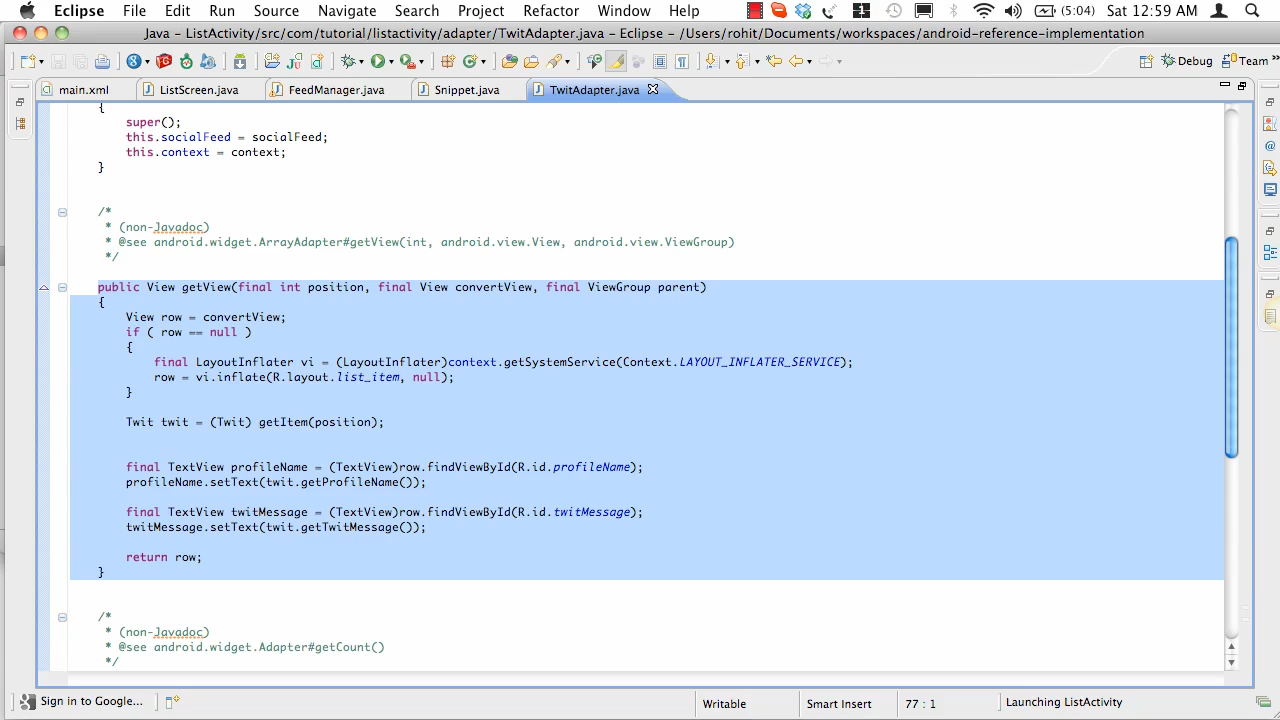 Eclipse File Edit Run Source Navigate Search Project Refactor Window Help 1 (5:04) Sat 12:59 AM
Java - ListActivity/src/com/tutorial/listactivity/adapter/TwitAdapter.java - Eclipse - /Users/rohit/Documents/workspaces/android-reference-implementation
Debug Team
main.xml ListScreen.java FeedManager.java Snippet.java TwitAdapter.java
{
super();
this.socialFeed = socialFeed;
this.context = context;
}
/*
* (non-Javadoc)
* @see android.widget.ArrayAdapter#getView(int, android.view.View, android.view.ViewGroup)
*/
public View getView(final int position, final View convertView, final ViewGroup parent)
{
View row = convertView;
if ( row == null )
{
final LayoutInflater vi = (LayoutInflater)context.getSystemService(Context.LAYOUT_INFLATER_SERVICE);
row = vi.inflate(R.layout.list_item, null);
}
Twit twit = (Twit) getItem(position);
final TextView profileName = (TextView)row.findViewById(R.id.profileName);
profileName.setText(twit.getProfileName());
final TextView twitMessage = (TextView)row.findViewById(R.id.twitMessage);
twitMessage.setText(twit.getTwitMessage());
return row;
}
/*
* (non-Javadoc)
* @see android.widget.Adapter#getCount()
*/
Sign in to Google... Writable Smart Insert 77 : 1 Launching ListActivity